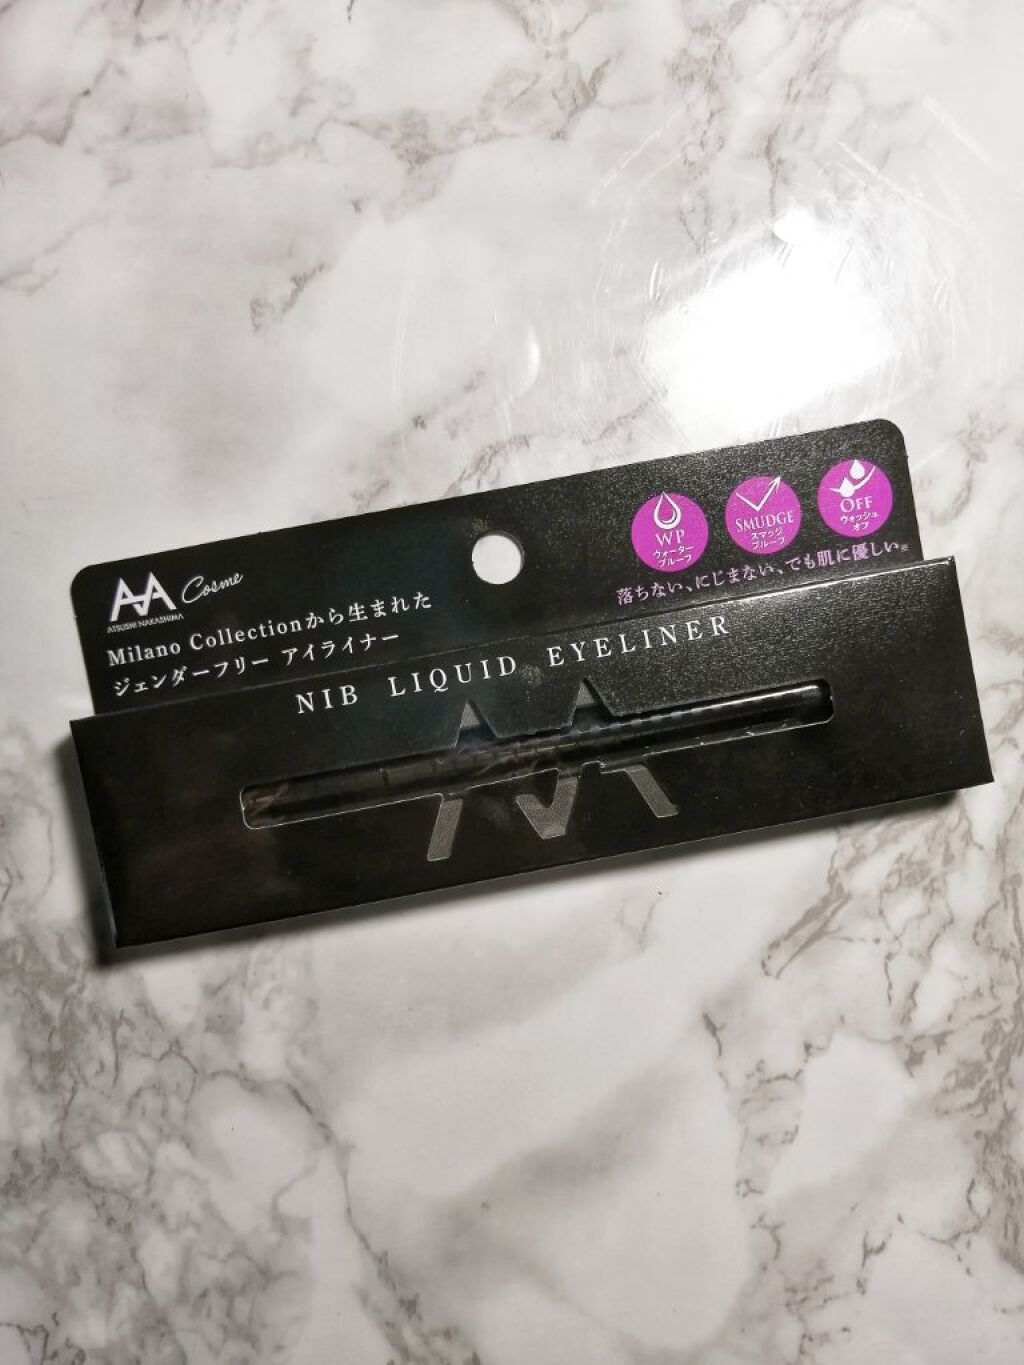 AA Cosme
ATSUSHI NAKASHIMA
Milano Collectionから生まれた
ジェンダーフリー アイライナー
WP
ウォーター
プルーフ
SMUDGE
スマッジ
プルーフ
OFF
ウォッシュ
オフ
落ちない、にじまない、でも肌に優しい。※
NIB LIQUID EYELINER